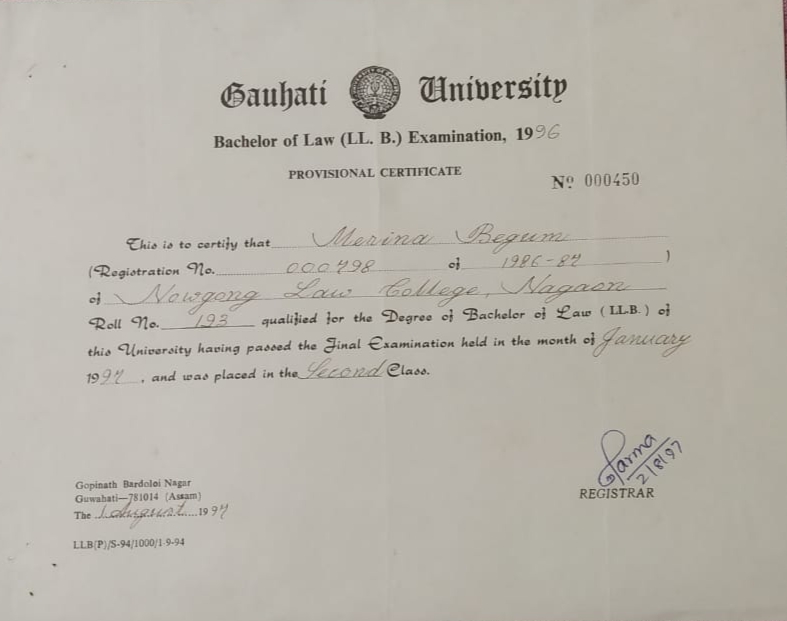 Gauhati University
Bachelor of Law (LL. B.) Examination, 1996
PROVISIONAL CERTIFICATE
No 000450
This is to certify that Merina Begum
(Registration No. 000798 of 1986-87)
of Nowgong Law College, Nagaon
Roll No. 193 qualified for the Degree of Bachelor of Law (LL.B.) of
this University having passed the Final Examination held in the month of January
1997, and was placed in the Second Class.
Sarma
2/8/97
REGISTRAR
Gopinath Bardoloi Nagar
Guwahati—781014 (Assam)
The 1 August 1997
LLB(P)/S-94/1000/1-9-94